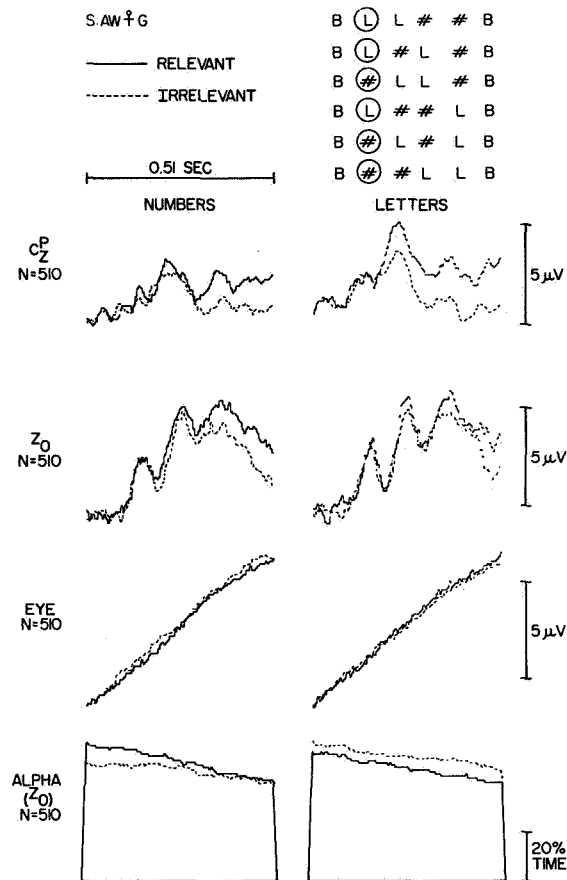 S. AW♀G
RELEVANT
IRRELEVANT
0.51 SEC
B L L # # B
B L # L # B
B # L L # B
B L # # L B
B # L # L B
B # # L L B
NUMBERS
LETTERS
C P Z
N=510
5 μV
Z O
N=510
5 μV
EYE
N=510
5 μV
ALPHA
(Z O)
N=510
20%
TIME